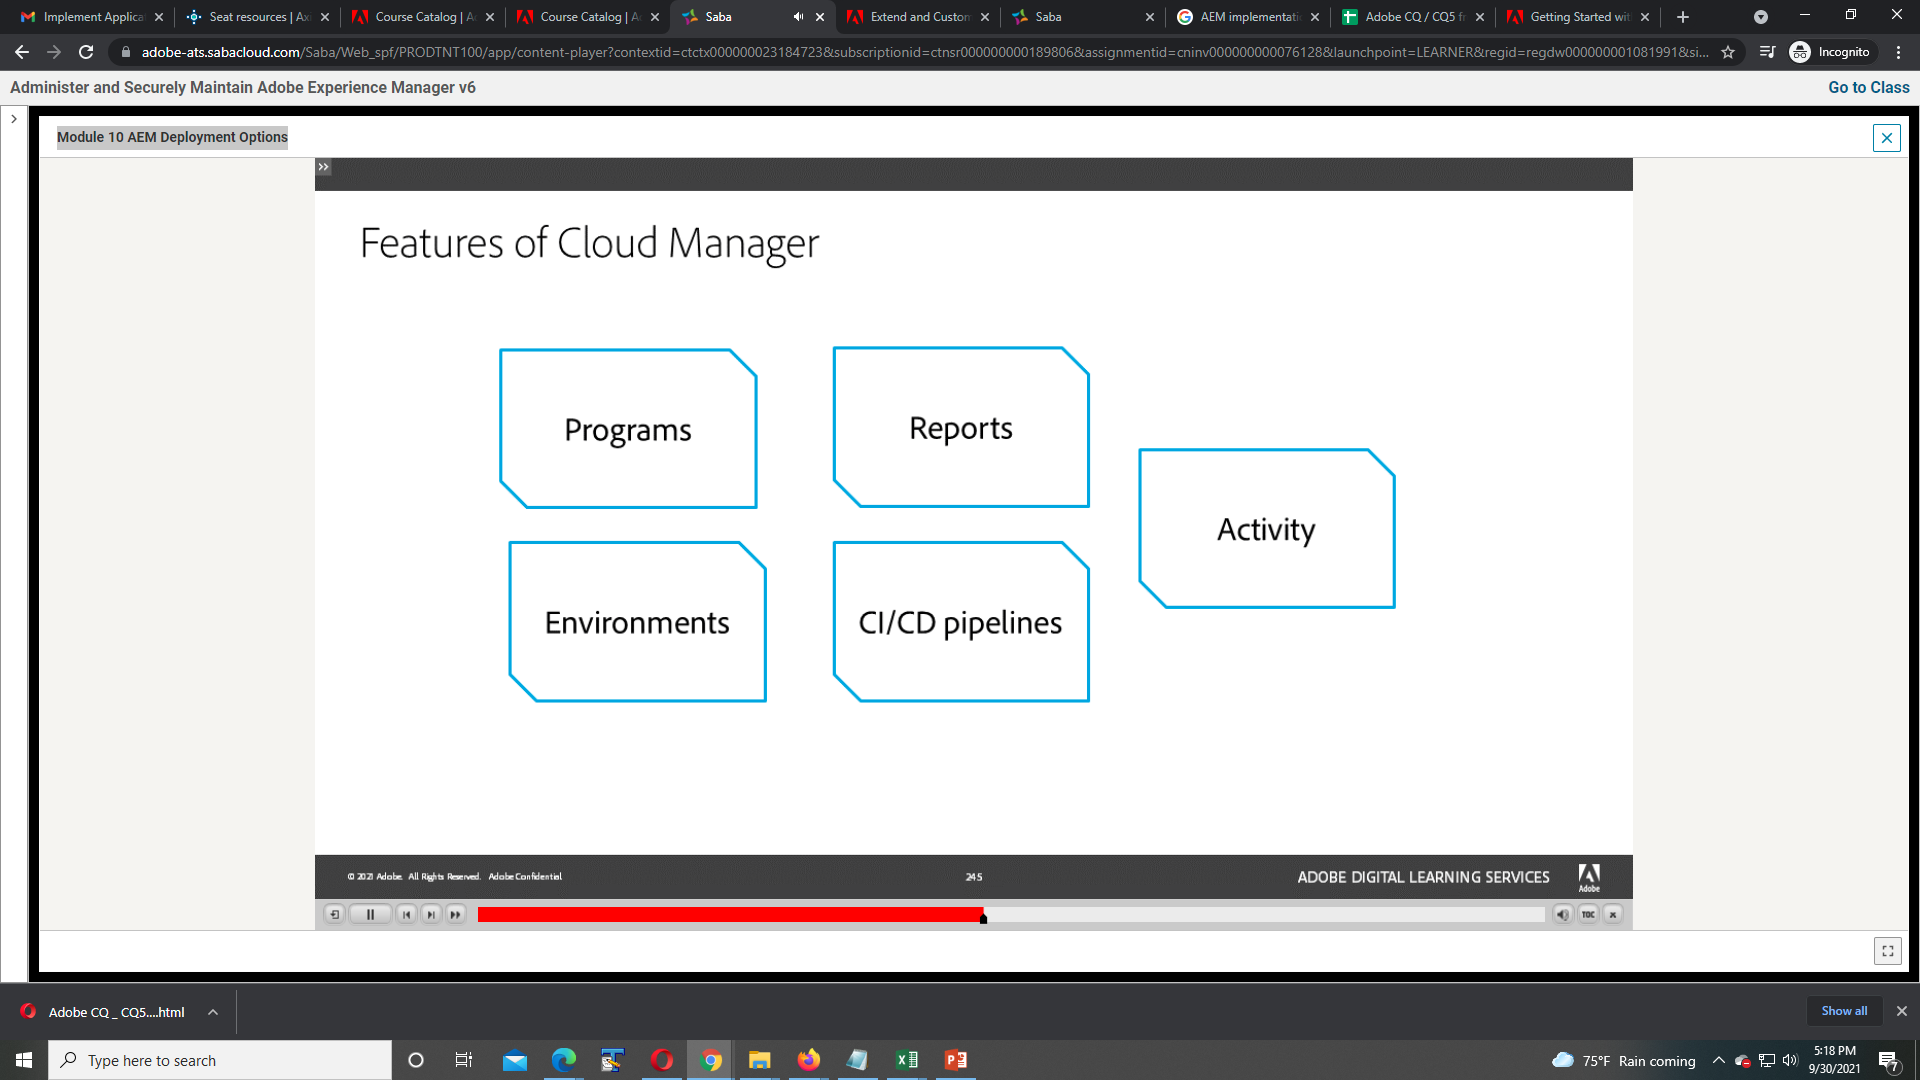 Implement Applica
Seat resources | Ax
Course Catalog | A
Course Catalog | A
Saba
Extend and Custom
Saba
AEM implementati
Adobe CQ / CQ5 f
Getting Started wit
adobe-ats.sabacloud.com/Saba/Web_spf/PRODTNT100/app/content-player?contextid=ctctx000000023184723&subscriptionid=ctnsr000000000189806&assignmentid=cninv000000000076128&launchpoint=LEARNER&regid=regdw000000001081991&si...
Incognito
Administer and Securely Maintain Adobe Experience Manager v6
Go to Class
Module 10 AEM Deployment Options
Features of Cloud Manager
Programs
Reports
Activity
Environments
CI/CD pipelines
© 2021 Adobe. All Rights Reserved. Adobe Confidential
245
ADOBE DIGITAL LEARNING SERVICES
Adobe
TOC
Adobe CQ _ CQ5....html
Show all
Type here to search
75°F Rain coming
5:18 PM
9/30/2021
7